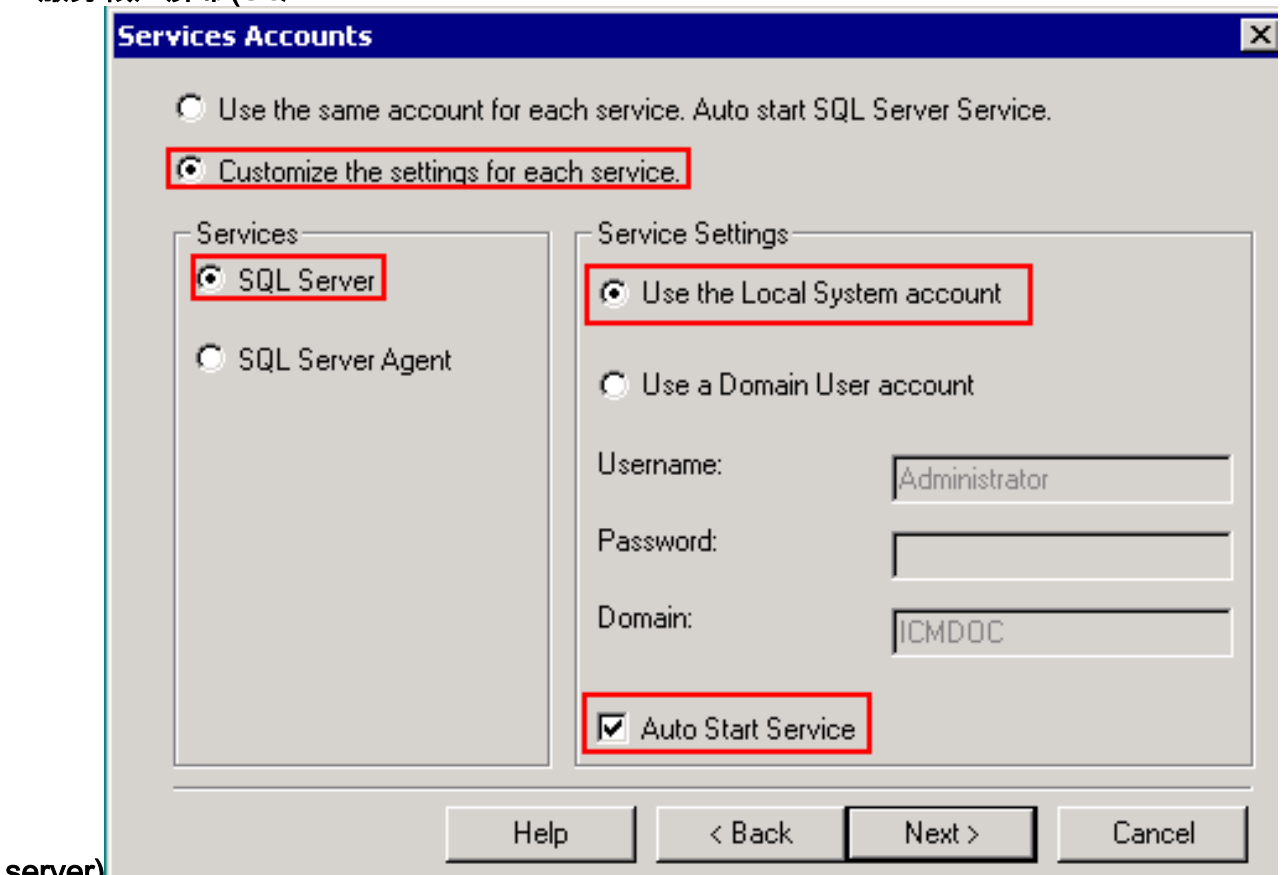 Services Accounts
Use the same account for each service. Auto start SQL Server Service.
Customize the settings for each service.
Services
SQL Server
SQL Server Agent
Service Settings
Use the Local System account
Use a Domain User account
Username:
Administrator
Password:
Domain:
ICMDOC
Auto Start Service
Help
< Back
Next >
Cancel
server)